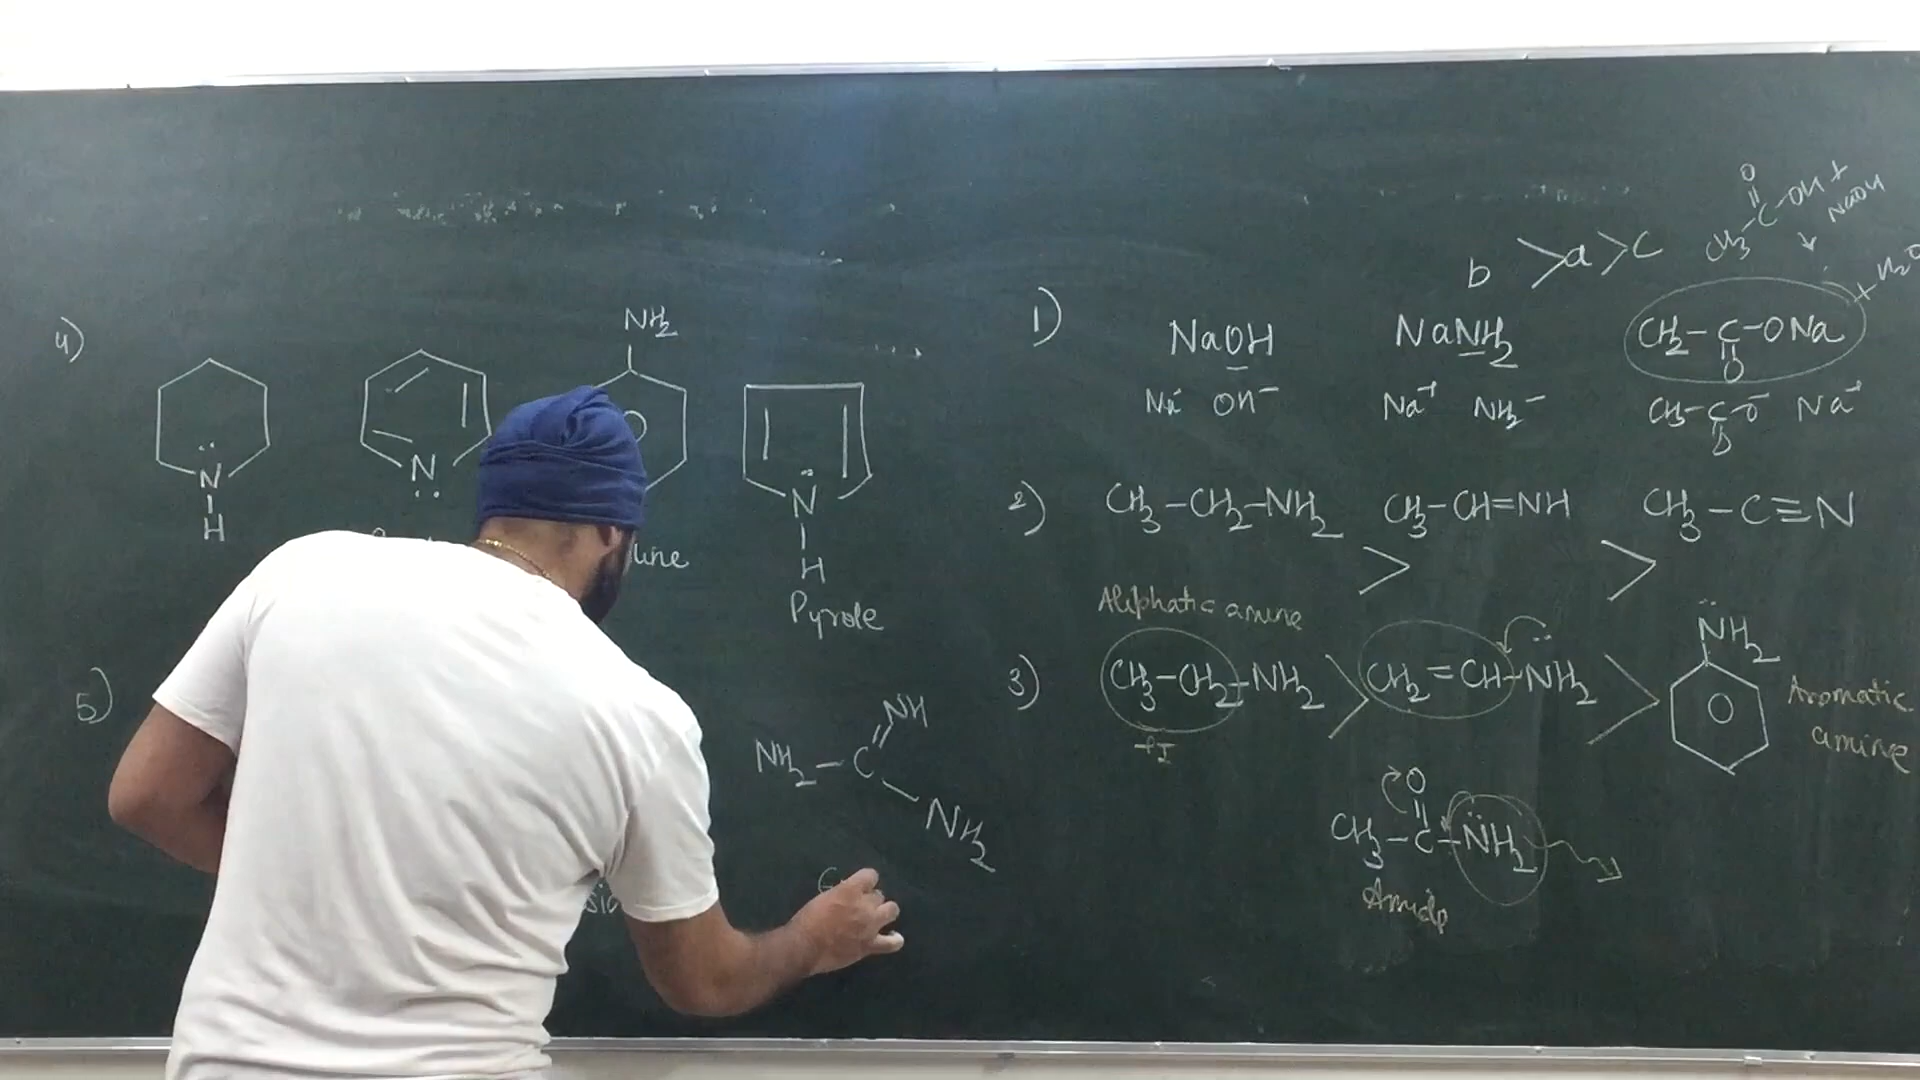 4)
NH2
N
H
N
N
H
Pyrole
5)
NH
NH2 – C
NH2
b > a > c
O
CH3 C – OH +
NaOH
+ H2O
1)
NaOH
NaNH2
CH2 – C – ONa
O
Na+ OH−
Na+ NH2−
CH3 – C – O− Na+
O
2)
CH3 – CH2 – NH2 > CH3 – CH = NH > CH3 – C ≡ N
Aliphatic amine
3)
CH3 – CH2 – NH2 > CH2 = CH – NH2 > NH2
+I
Aromatic
amine
O
CH3 – C – NH2
Amide